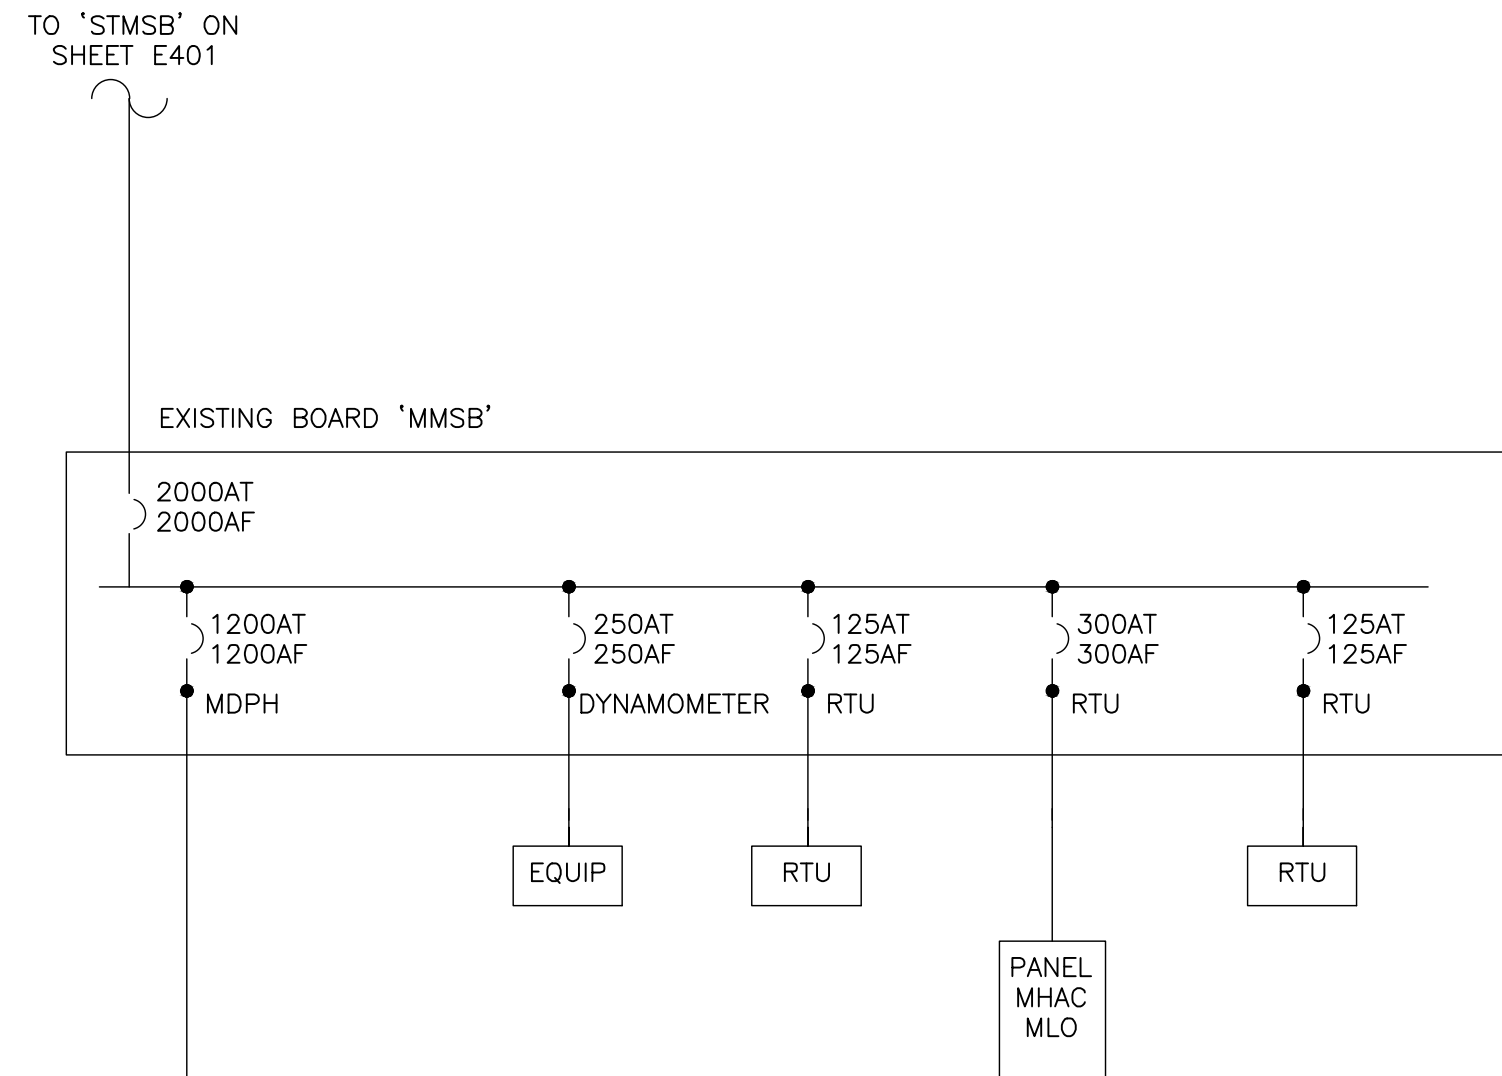 TO ‘STMSB’ ON
SHEET E401
EXISTING BOARD ‘MMSB’
2000AT
2000AF
1200AT
1200AF
MDPH
250AT
250AF
DYNAMOMETER
125AT
125AF
RTU
300AT
300AF
RTU
125AT
125AF
RTU
EQUIP
RTU
PANEL
MHAC
MLO
RTU